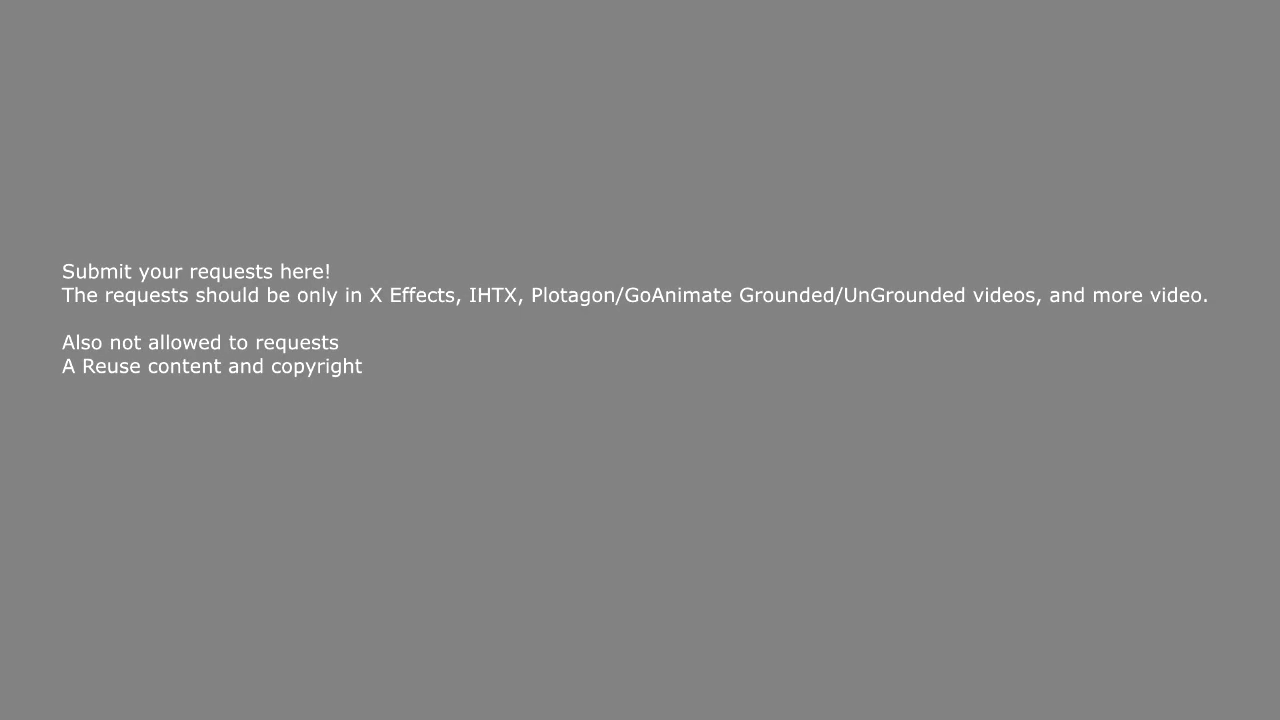 Submit your requests here!
The requests should be only in X Effects, IHTX, Plotagon/GoAnimate Grounded/UnGrounded videos, and more video.
Also not allowed to requests
A Reuse content and copyright